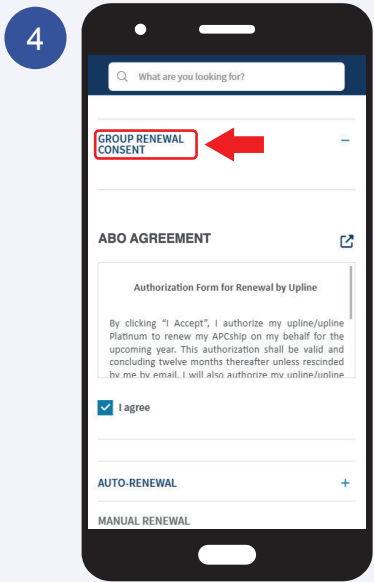 4
What are you looking for?
GROUP RENEWAL
CONSENT
ABO AGREEMENT
Authorization Form for Renewal by Upline
By clicking “I Accept”, I authorize my upline/upline
Platinum to renew my APCship on my behalf for the
upcoming year. This authorization shall be valid and
concluding twelve months thereafter unless rescinded
by me by email. I will also authorize my upline/upline
I agree
AUTO-RENEWAL
MANUAL RENEWAL